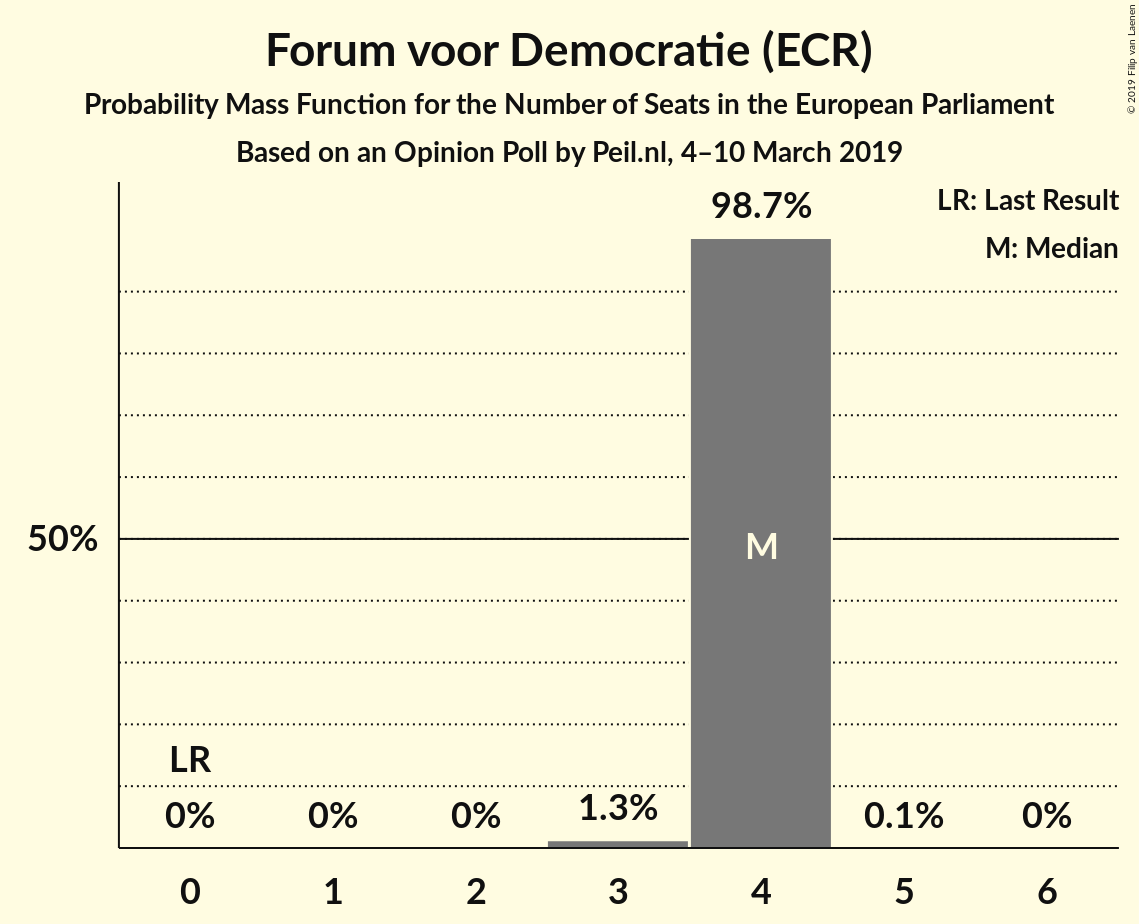 Forum voor Democratie (ECR)
Probability Mass Function for the Number of Seats in the European Parliament
Based on an Opinion Poll by Peil.nl, 4–10 March 2019
© 2019 Filip van Laenen
LR: Last Result
M: Median
98.7%
50%
M
LR
0%
0%
0%
1.3%
0.1%
0%
0
1
2
3
4
5
6